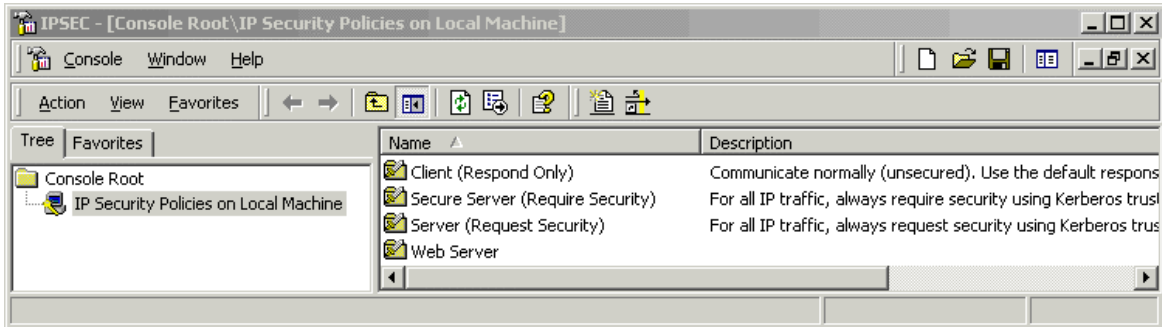 IPSEC - [Console Root\IP Security Policies on Local Machine]
Console Window Help
Action View Favorites
Tree Favorites
Console Root
IP Security Policies on Local Machine
Name Description
Client (Respond Only) Communicate normally (unsecured). Use the default respons
Secure Server (Require Security) For all IP traffic, always require security using Kerberos trust
Server (Request Security) For all IP traffic, always request security using Kerberos trus
Web Server